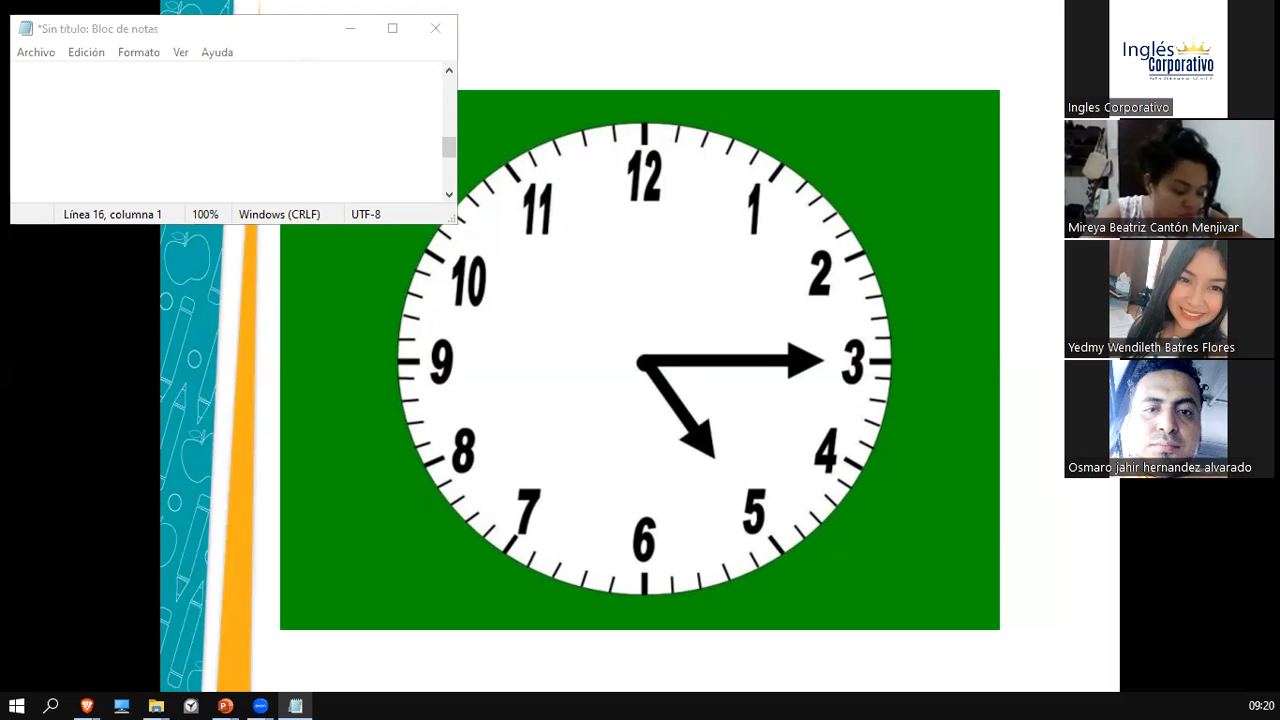 *Sin título: Bloc de notas
Archivo Edición Formato Ver Ayuda
Línea 16, columna 1 100% Windows (CRLF) UTF-8
12
1
2
3
4
5
6
7
8
9
10
11
Inglés
Corporativo
Ingles Corporativo
Mireya Beatriz Cantón Menjivar
Yedmy Wendileth Batres Flores
Osmaro jahir hernandez alvarado
09:20